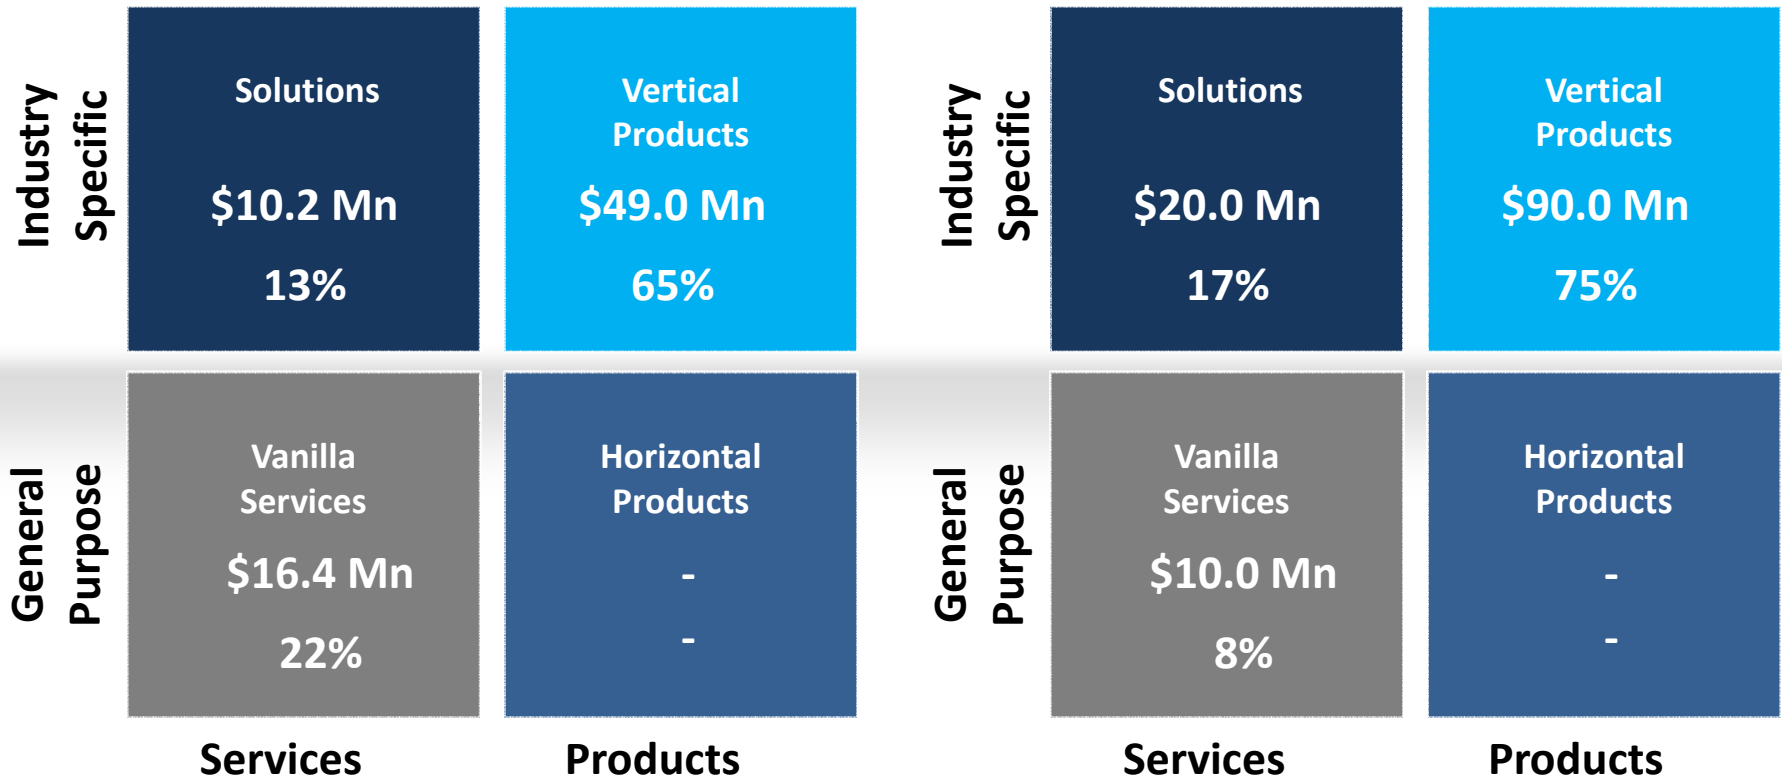 Industry
Specific
Solutions
$10.2 Mn
13%
Vertical
Products
$49.0 Mn
65%
General
Purpose
Vanilla
Services
$16.4 Mn
22%
Horizontal
Products
-
-
Services
Products
Industry
Specific
Solutions
$20.0 Mn
17%
Vertical
Products
$90.0 Mn
75%
General
Purpose
Vanilla
Services
$10.0 Mn
8%
Horizontal
Products
-
-
Services
Products